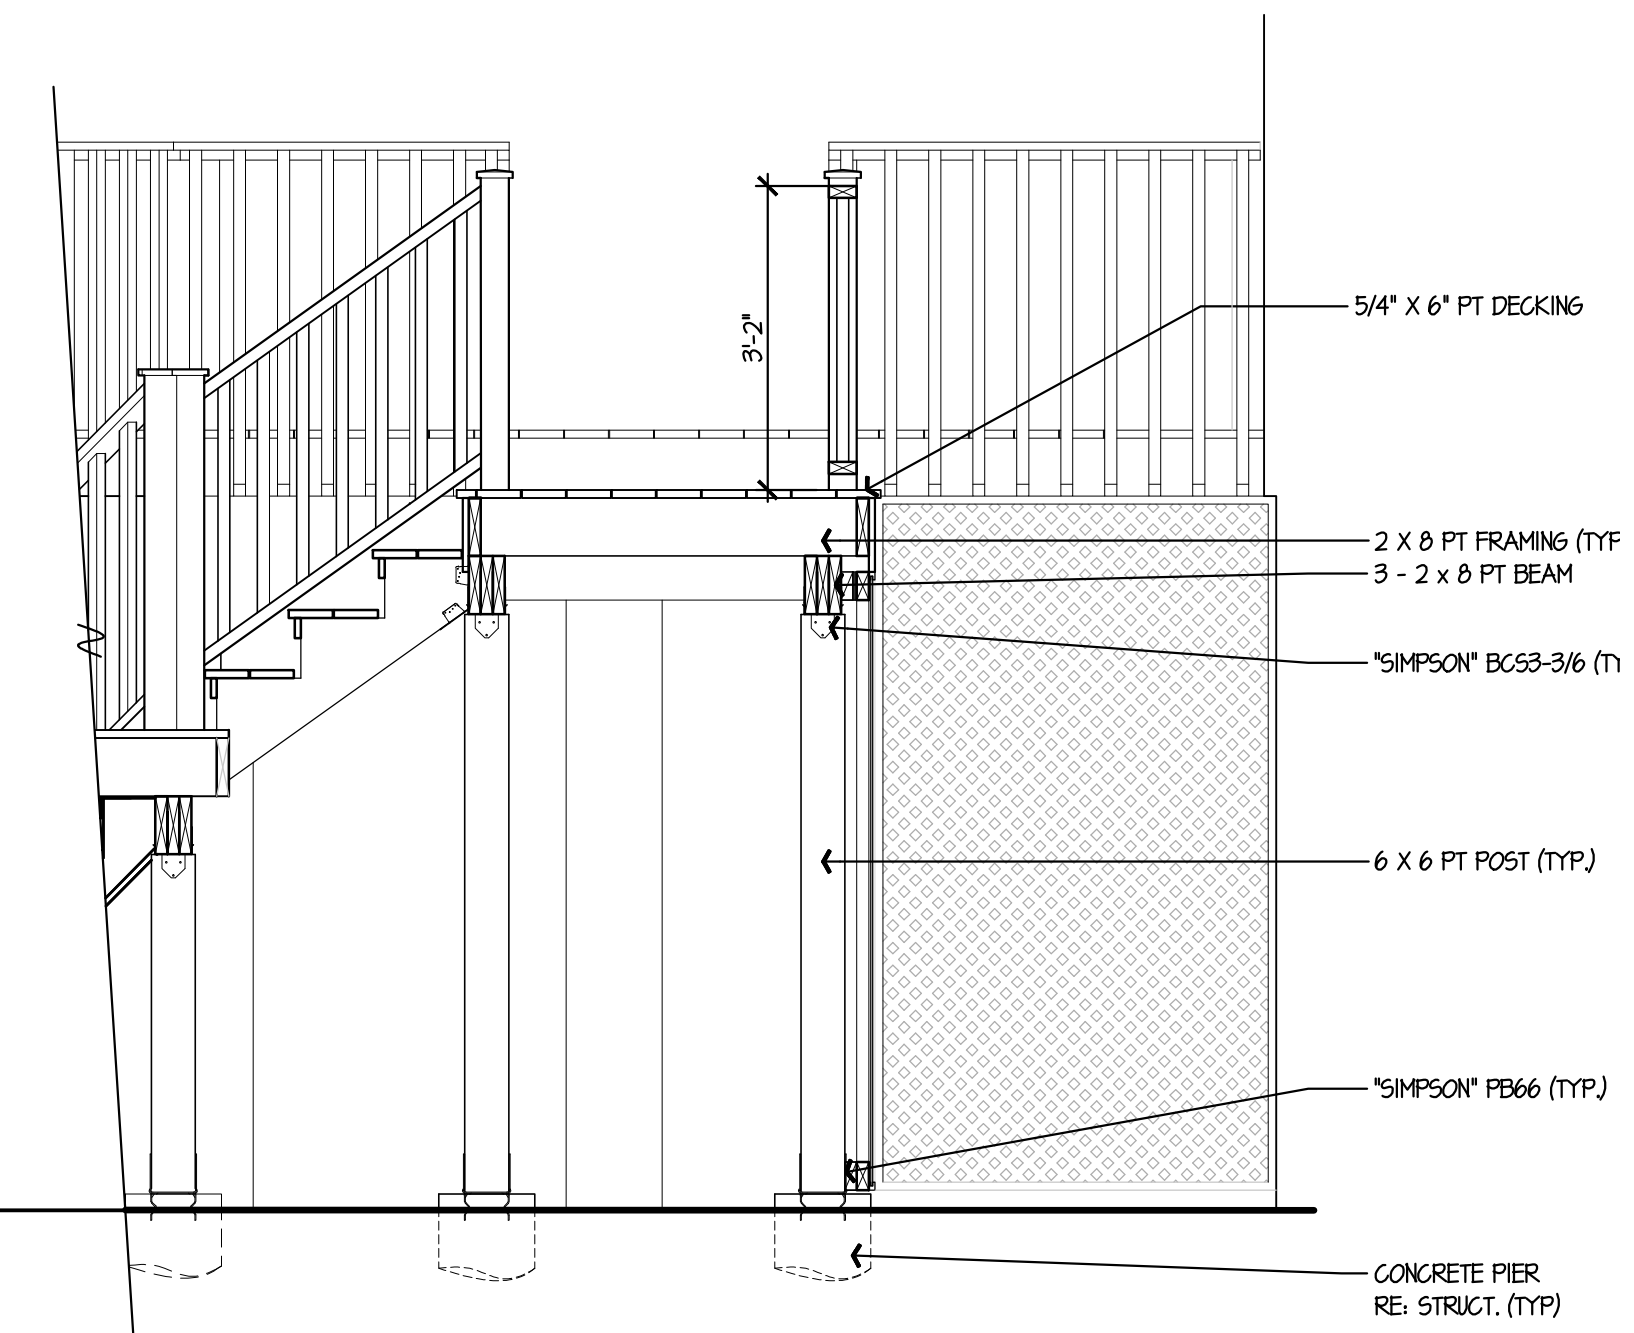 5/4" X 6" PT DECKING
3'-2"
2 X 8 PT FRAMING (TYP
3 - 2 x 8 PT BEAM
"SIMPSON" BCS3-3/6 (TY
6 X 6 PT POST (TYP.)
"SIMPSON" PB66 (TYP.)
CONCRETE PIER
RE: STRUCT. (TYP)